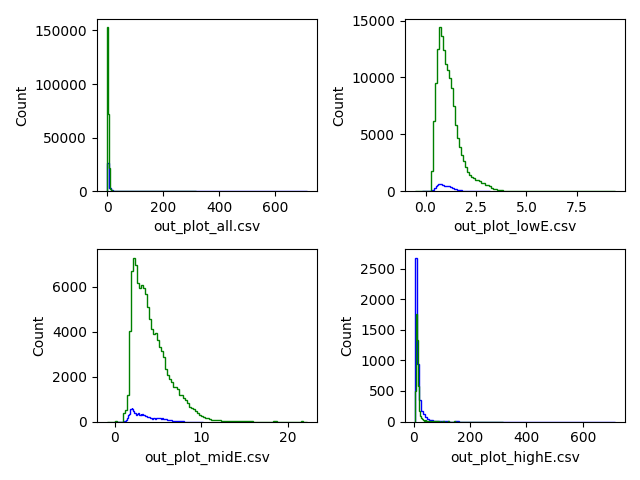 150000
100000
50000
0
Count
0 200 400 600
out_plot_all.csv
15000
10000
5000
0
Count
0.0 2.5 5.0 7.5
out_plot_lowE.csv
6000
4000
2000
0
Count
0 10 20
out_plot_midE.csv
2500
2000
1500
1000
500
0
Count
0 200 400 600
out_plot_highE.csv